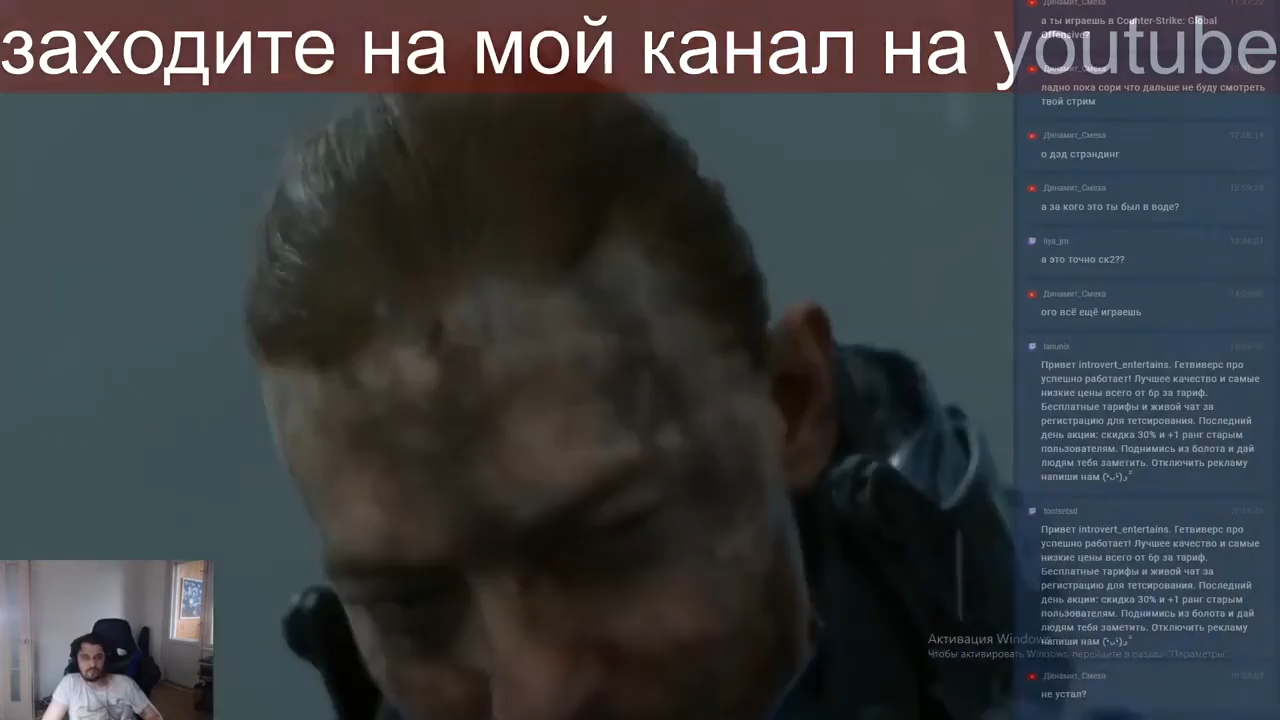 заходите на мой канал на youtube
Динамит_Смеха
а ты играешь в Counter-Strike: Global
Offensive?
Динамит_Смеха
ладно пока сори что дальше не буду смотреть
твой стрим
Динамит_Смеха
о дэд стрэндинг
Динамит_Смеха
а за кого это ты был в воде?
ilya_jm
а это точно ск2??
Динамит_Смеха
ого всё ещё играешь
lanunix
Привет introvert_entertains. Гетвиверс про
успешно работает! Лучшее качество и самые
низкие цены всего от 6р за тариф.
Бесплатные тарифы и живой чат за
регистрацию для тетсирования. Последний
день акции: скидка 30% и +1 ранг старым
пользователям. Поднимись из болота и дай
людям тебя заметить. Отключить рекламу
напиши нам
toolsetsd
Привет introvert_entertains. Гетвиверс про
успешно работает! Лучшее качество и самые
низкие цены всего от 6р за тариф.
Бесплатные тарифы и живой чат за
регистрацию для тетсирования. Последний
день акции: скидка 30% и +1 ранг старым
пользователям. Поднимись из болота и дай
людям тебя заметить. Отключить рекламу
напиши нам
Активация Windows
Чтобы активировать Windows, перейдите в раздел "Параметры
Динамит_Смеха
не устал?